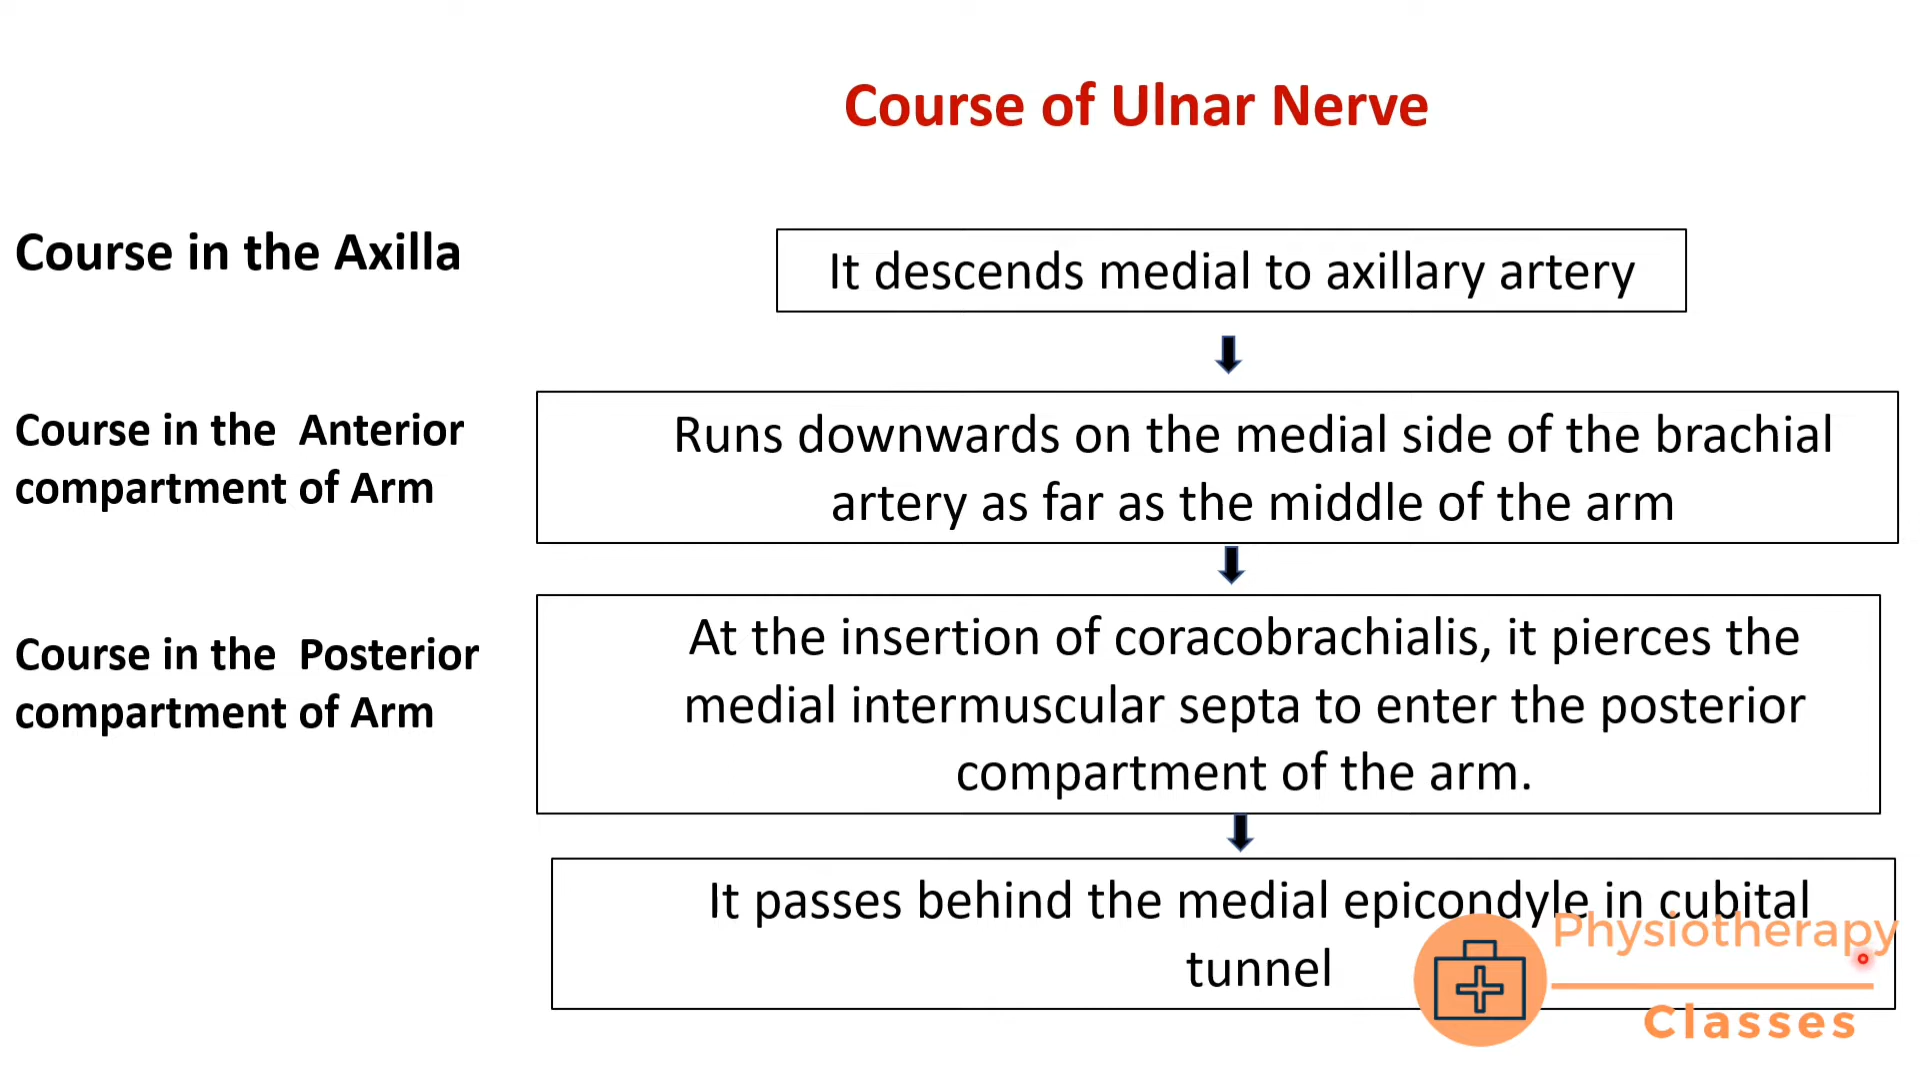 Course of Ulnar Nerve
Course in the Axilla
It descends medial to axillary artery
Course in the Anterior
compartment of Arm
Runs downwards on the medial side of the brachial
artery as far as the middle of the arm
Course in the Posterior
compartment of Arm
At the insertion of coracobrachialis, it pierces the
medial intermuscular septa to enter the posterior
compartment of the arm.
It passes behind the medial epicondyle in cubital
tunnel
Physiotherapy
Classes